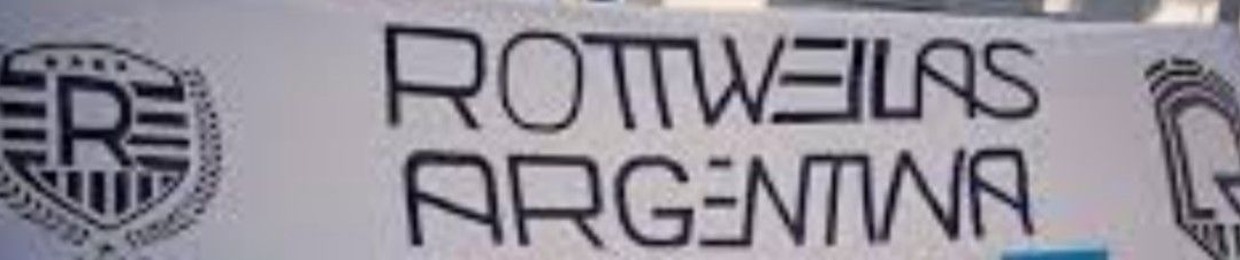 R
ROTTWEILAS
ARGENTINA